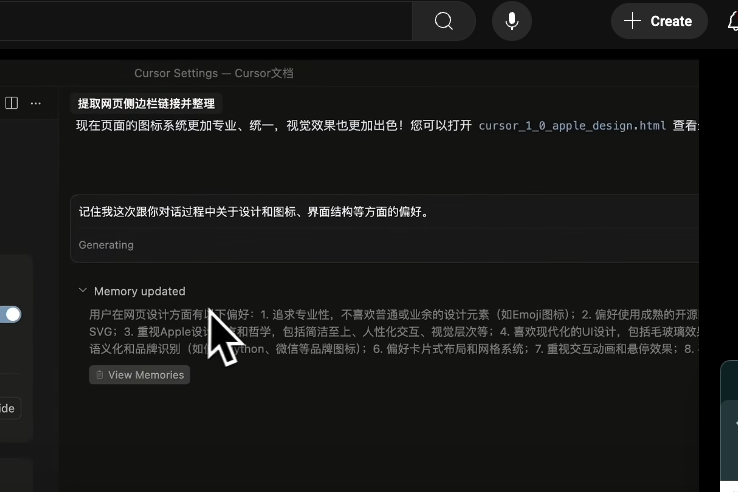 Create
Cursor Settings — Cursor文档
提取网页侧边栏链接并整理
现在页面的图标系统更加专业、统一，视觉效果也更加出色！您可以打开 cursor_1_0_apple_design.html 查看
记住我这次跟你对话过程中关于设计和图标、界面结构等方面的偏好。
Generating
Memory updated
用户在网页设计方面有以下偏好：1. 追求专业性，不喜欢普通或业余的设计元素（如Emoji图标）；2. 偏好使用成熟的开源
SVG；3. 重视Apple设计 和哲学，包括简洁至上、人性化交互、视觉层次等；4. 喜欢现代化的UI设计，包括毛玻璃效
语义化和品牌识别（如 ython、微信等品牌图标）；6. 偏好卡片式布局和网格系统；7. 重视交互动画和悬停效果；8.
View Memories
ide